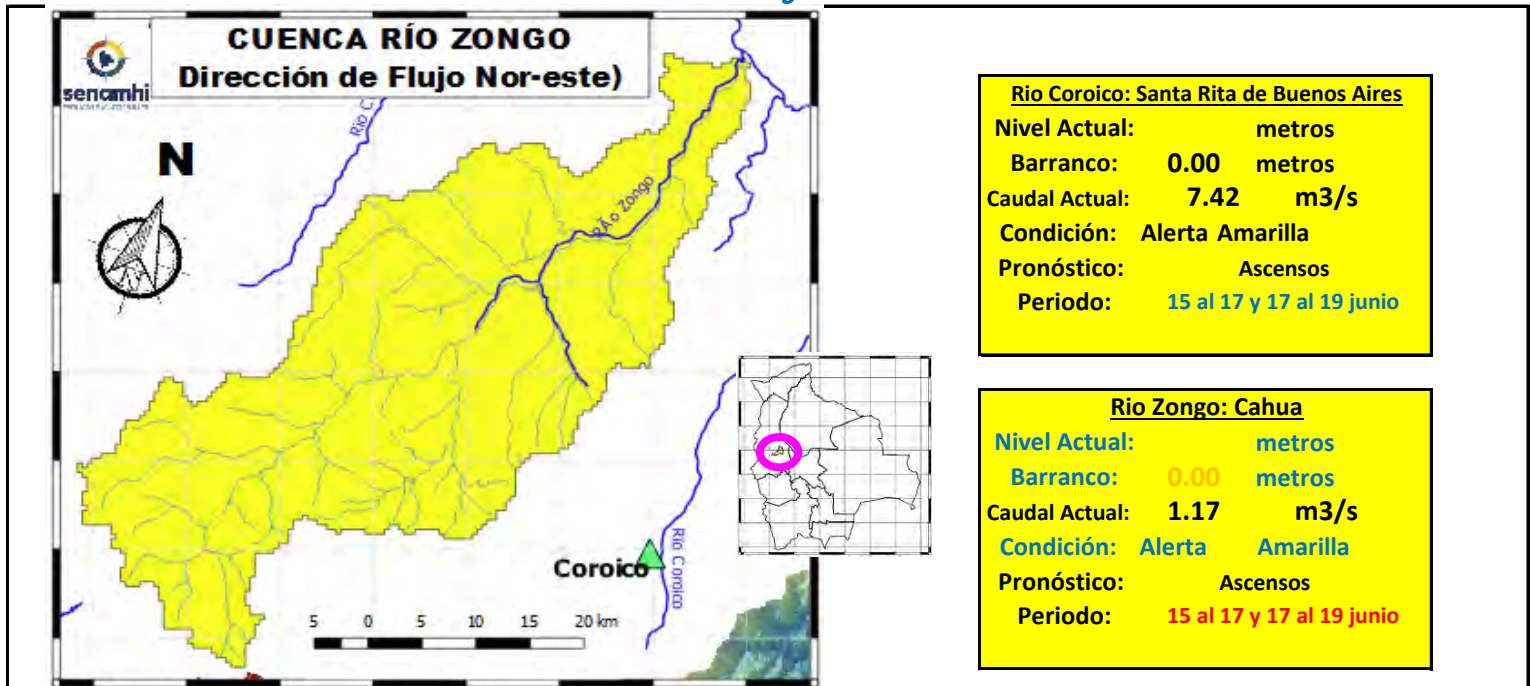 CUENCA RÍO ZONGO
Dirección de Flujo Nor-este)
senamhi
N
Río C
RÃ­o Zongo
Coroico
Río Coroico
5 0 5 10 15 20 km
Rio Coroico: Santa Rita de Buenos Aires
Nivel Actual: metros
Barranco: 0.00 metros
Caudal Actual: 7.42 m3/s
Condición: Alerta Amarilla
Pronóstico: Ascensos
Periodo: 15 al 17 y 17 al 19 junio
Rio Zongo: Cahua
Nivel Actual: metros
Barranco: 0.00 metros
Caudal Actual: 1.17 m3/s
Condición: Alerta Amarilla
Pronóstico: Ascensos
Periodo: 15 al 17 y 17 al 19 junio